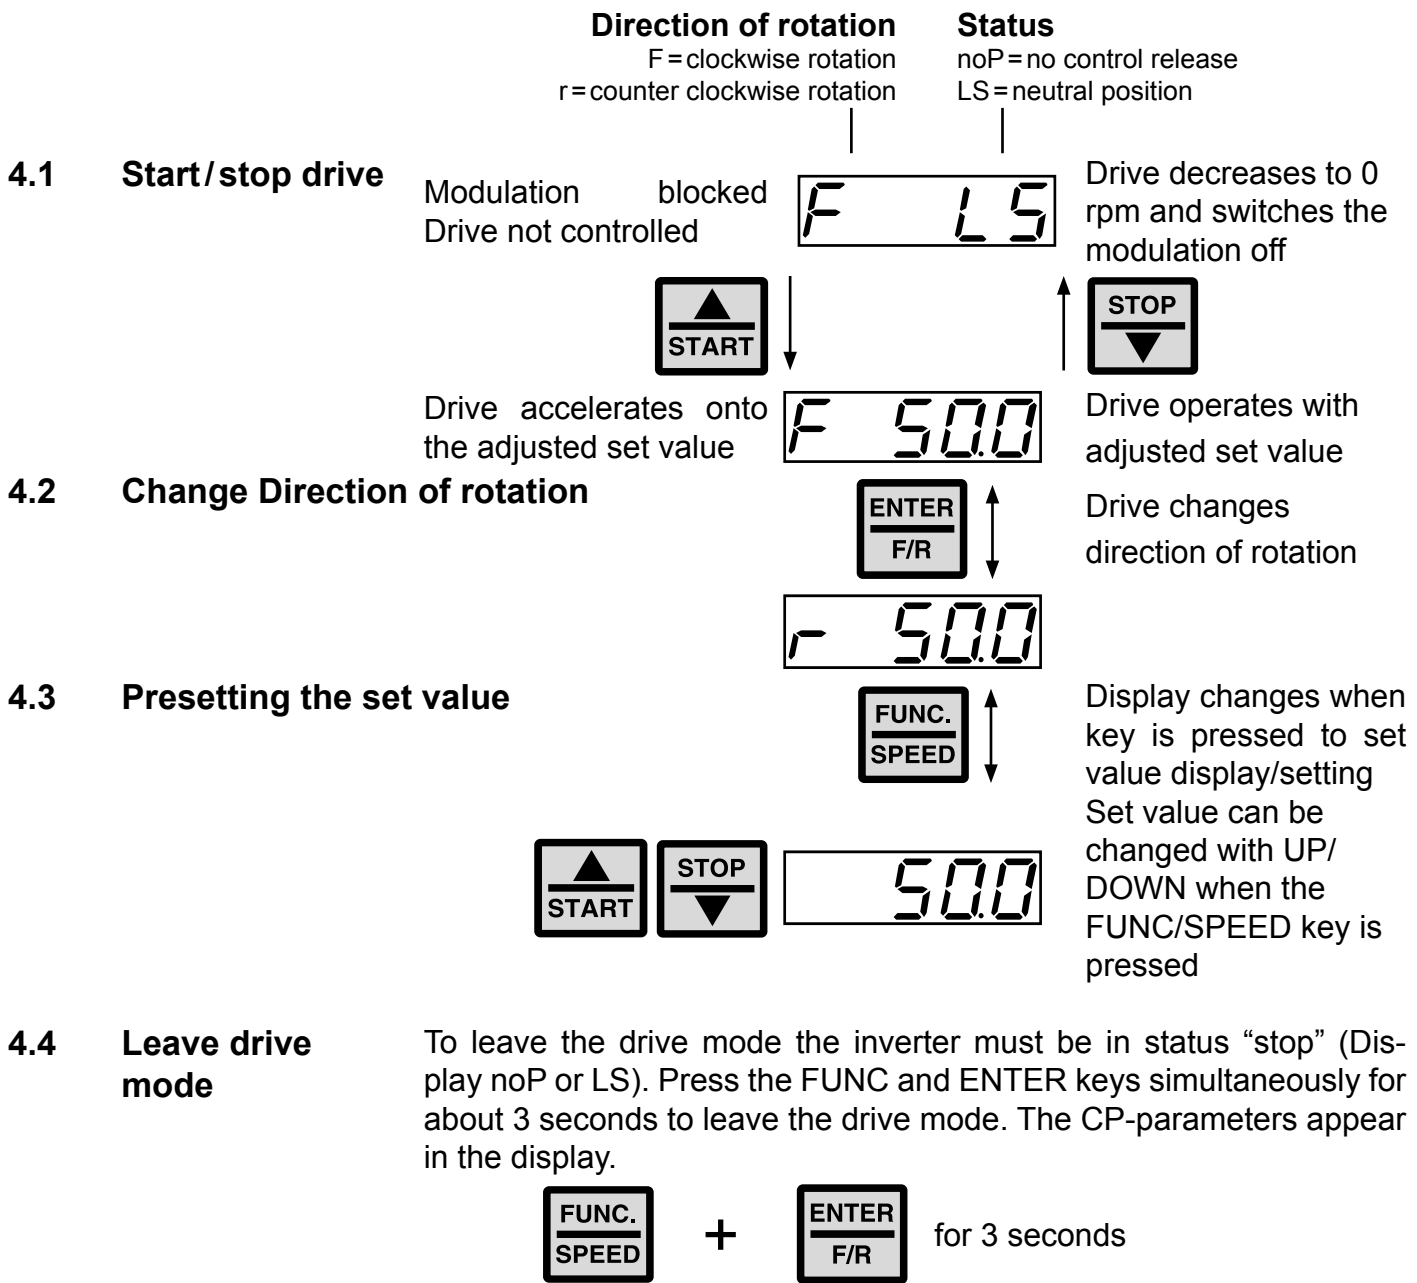 Direction of rotation
F = clockwise rotation
r = counter clockwise rotation
Status
noP = no control release
LS = neutral position
4.1 Start / stop drive
Modulation blocked
Drive not controlled
F LS
Drive decreases to 0
rpm and switches the
modulation off
START
STOP
Drive accelerates onto
the adjusted set value
F 50.0
Drive operates with
adjusted set value
4.2 Change Direction of rotation
ENTER
F/R
Drive changes
direction of rotation
r 50.0
4.3 Presetting the set value
FUNC.
SPEED
Display changes when
key is pressed to set
value display/setting
Set value can be
changed with UP/
DOWN when the
FUNC/SPEED key is
pressed
START
STOP
50.0
4.4 Leave drive
mode
To leave the drive mode the inverter must be in status “stop” (Dis-
play noP or LS). Press the FUNC and ENTER keys simultaneously for
about 3 seconds to leave the drive mode. The CP-parameters appear
in the display.
FUNC.
SPEED
+
ENTER
F/R
for 3 seconds